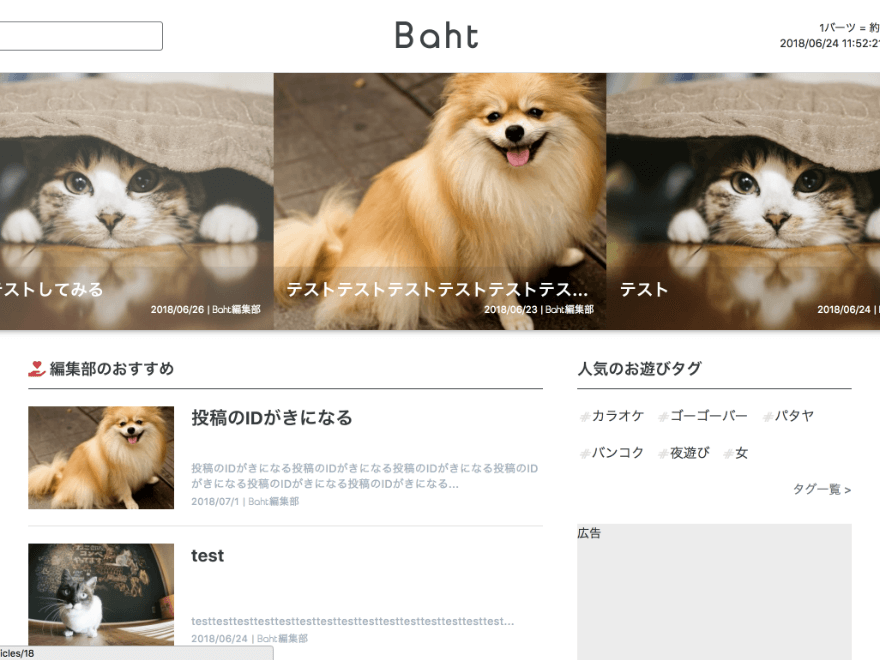 Baht
1バーツ = 約
2018/06/24 11:52:21
テストしてみる
2018/06/26 | Baht編集部
テストテストテストテストテストテス...
2018/06/23 | Baht編集部
テスト
2018/06/24 |
編集部のおすすめ
投稿のIDがきになる
投稿のIDがきになる投稿のIDがきになる投稿のIDがきになる投稿のID
がきになる投稿のIDがきになる投稿のIDがきになる...
2018/07/1 | Baht編集部
test
testtesttesttesttesttesttesttesttesttesttesttesttesttesttest...
2018/06/24 | Baht編集部
人気のお遊びタグ
カラオケ ゴーゴーバー パタヤ
バンコク 夜遊び 女
タグ一覧 >
広告
icles/18